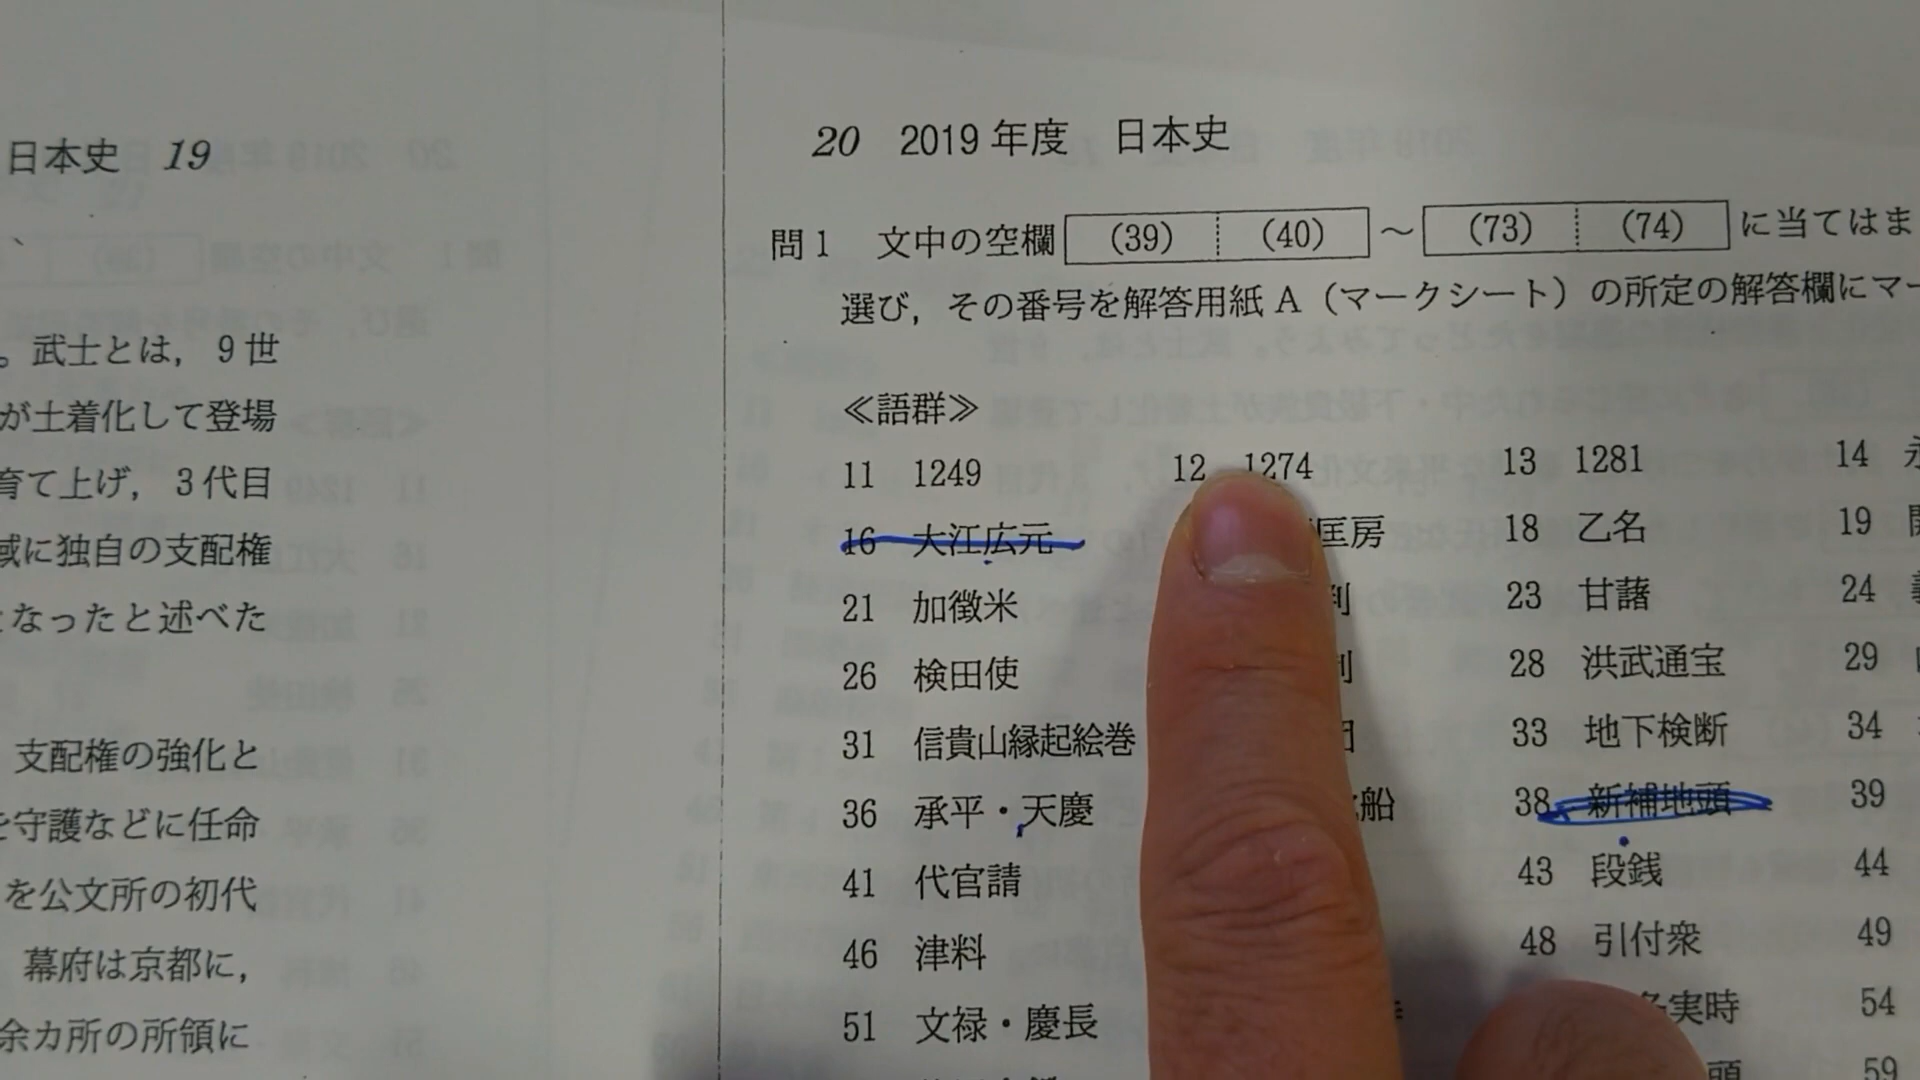 日本史 19
。武士とは，9世
が土着化して登場
育て上げ，3代目
域に独自の支配権
となったと述べた
支配権の強化と
を守護などに任命
を公文所の初代
幕府は京都に，
余カ所の所領に
20 2019年度 日本史
問1 文中の空欄 (39) (40) ～ (73) (74) に当てはま
選び，その番号を解答用紙A（マークシート）の所定の解答欄にマー
≪語群≫
11 1249 12 1274 13 1281 14
16 大江広元 匡房 18 乙名 19
21 加徴米 23 甘藷 24
26 検田使 28 洪武通宝 29
31 信貴山縁起絵巻 33 地下検断 34
36 承平・天慶 船 38 新補地頭 39
41 代官請 43 段銭 44
46 津料 48 引付衆 49
51 文禄・慶長 実時 54
頭 59